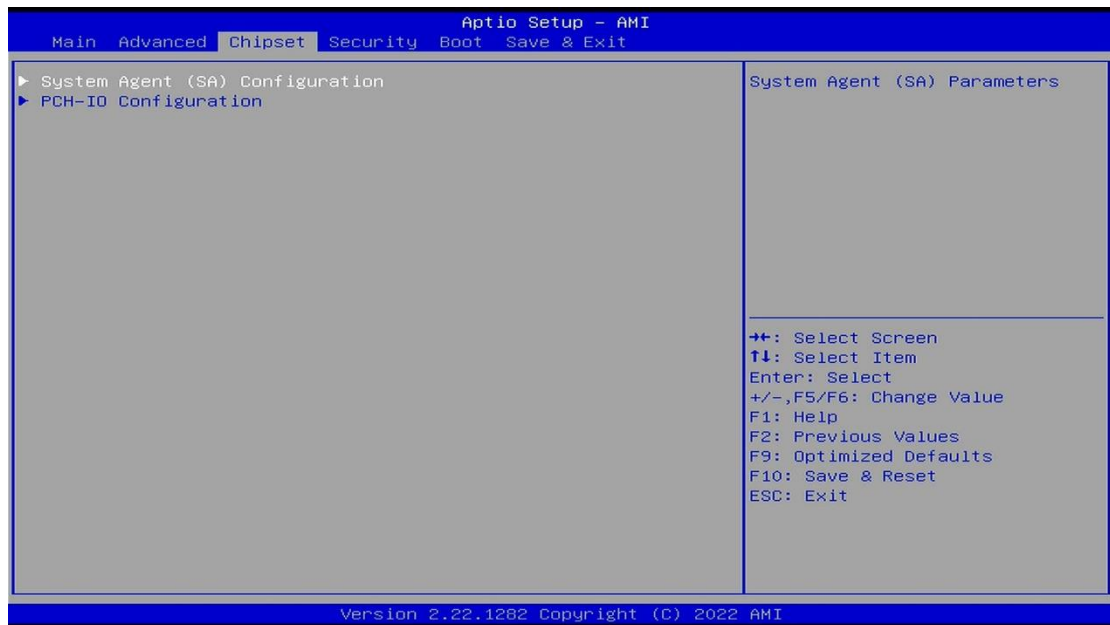 Aptio Setup – AMI
Main Advanced Chipset Security Boot Save & Exit
▶ System Agent (SA) Configuration
▶ PCH-IO Configuration
System Agent (SA) Parameters
→←: Select Screen
↑↓: Select Item
Enter: Select
+/-,F5/F6: Change Value
F1: Help
F2: Previous Values
F9: Optimized Defaults
F10: Save & Reset
ESC: Exit
Version 2.22.1282 Copyright (C) 2022 AMI